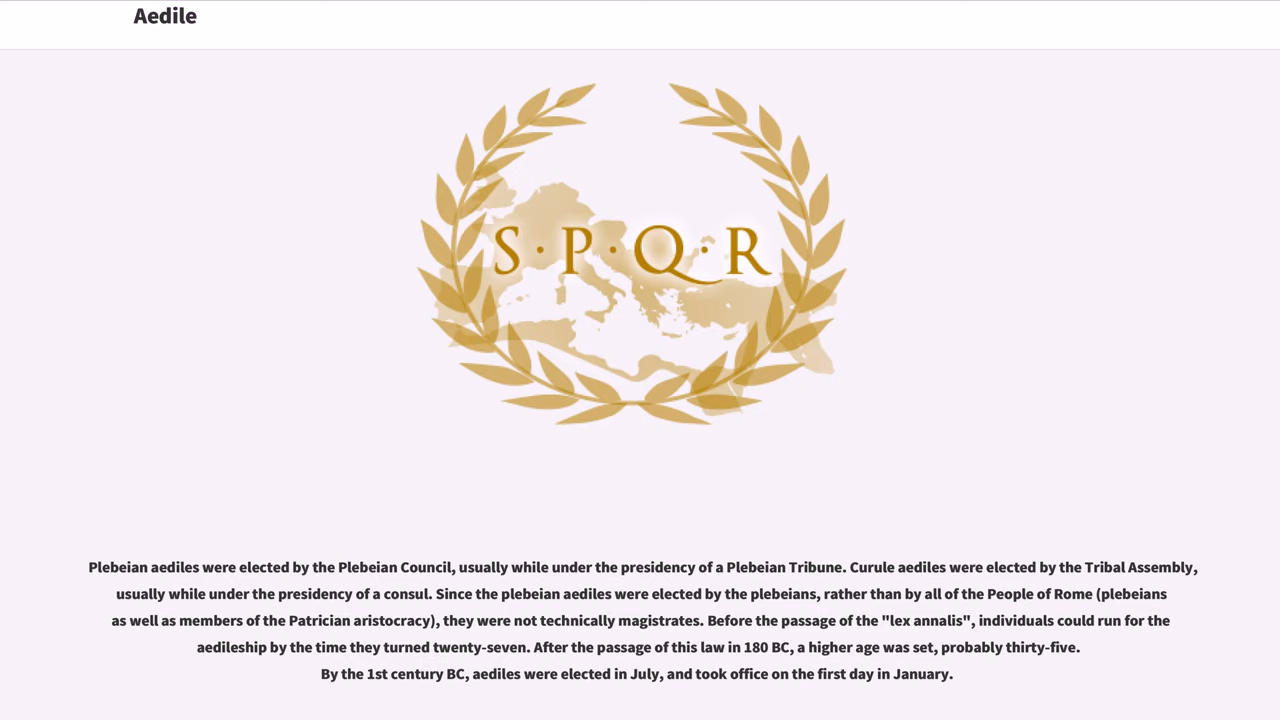 Aedile
S·P·Q·R
Plebeian aediles were elected by the Plebeian Council, usually while under the presidency of a Plebeian Tribune. Curule aediles were elected by the Tribal Assembly,
usually while under the presidency of a consul. Since the plebeian aediles were elected by the plebeians, rather than by all of the People of Rome (plebeians
as well as members of the Patrician aristocracy), they were not technically magistrates. Before the passage of the "lex annalis", individuals could run for the
aedileship by the time they turned twenty-seven. After the passage of this law in 180 BC, a higher age was set, probably thirty-five.
By the 1st century BC, aediles were elected in July, and took office on the first day in January.